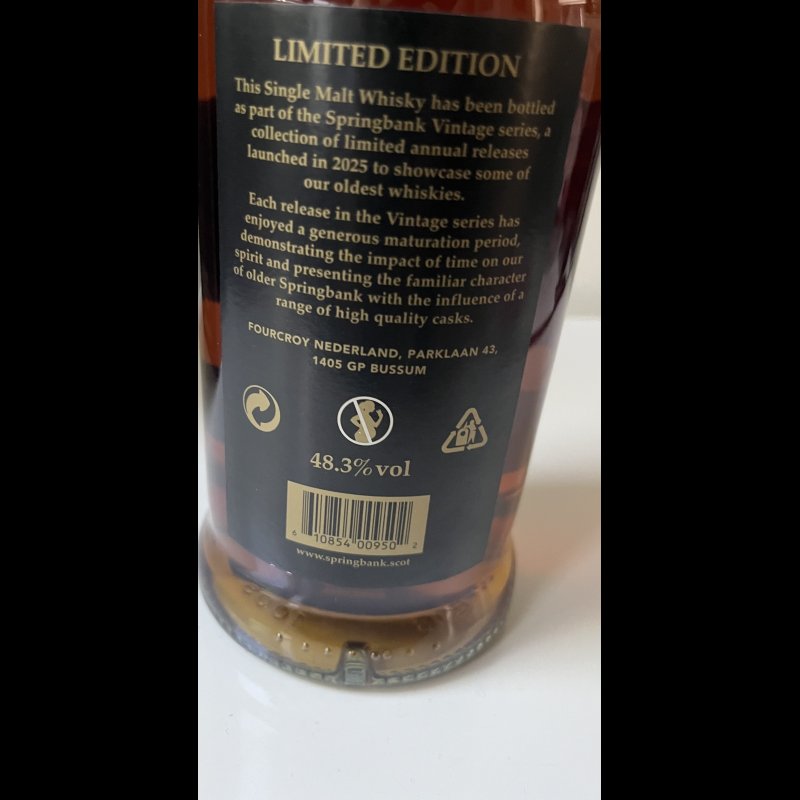 LIMITED EDITION
This Single Malt Whisky has been bottled
as part of the Springbank Vintage series, a
collection of limited annual releases
launched in 2025 to showcase some of
our oldest whiskies.
Each release in the Vintage series has
enjoyed a generous maturation period,
demonstrating the impact of time on our
spirit and presenting the familiar character
of older Springbank with the influence of a
range of high quality casks.
FOURCROY NEDERLAND, PARKLAAN 43,
1405 GP BUSSUM
48.3% vol
6 10854 00950 2
www.springbank.scot